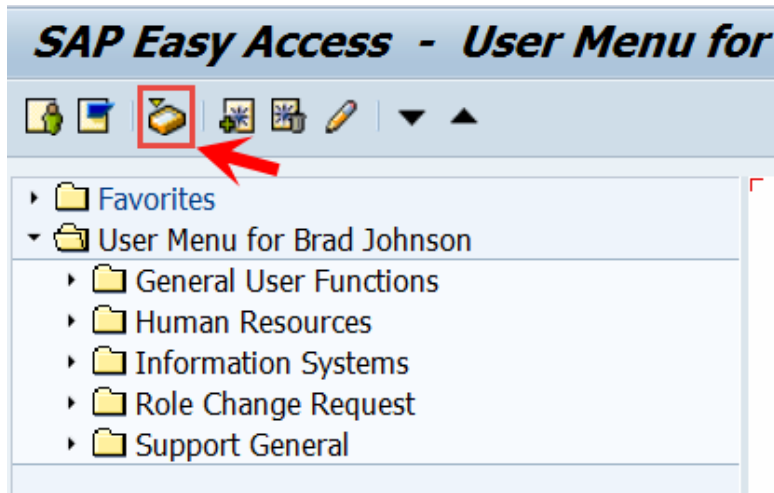 SAP Easy Access - User Menu for
Favorites
User Menu for Brad Johnson
General User Functions
Human Resources
Information Systems
Role Change Request
Support General